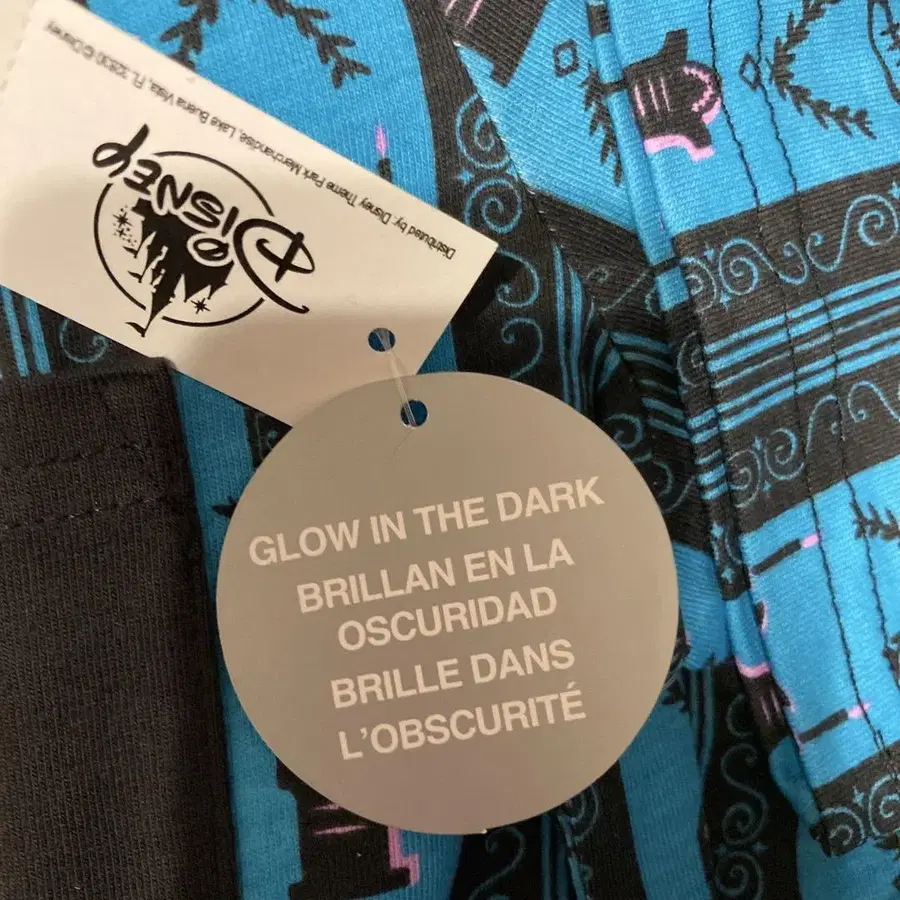 Distributed by: Disney Theme Park Merchandise, Lake Buena Vista, FL 32830 © Disney
Disney
GLOW IN THE DARK
BRILLAN EN LA
OSCURIDAD
BRILLE DANS
L'OBSCURITÉ